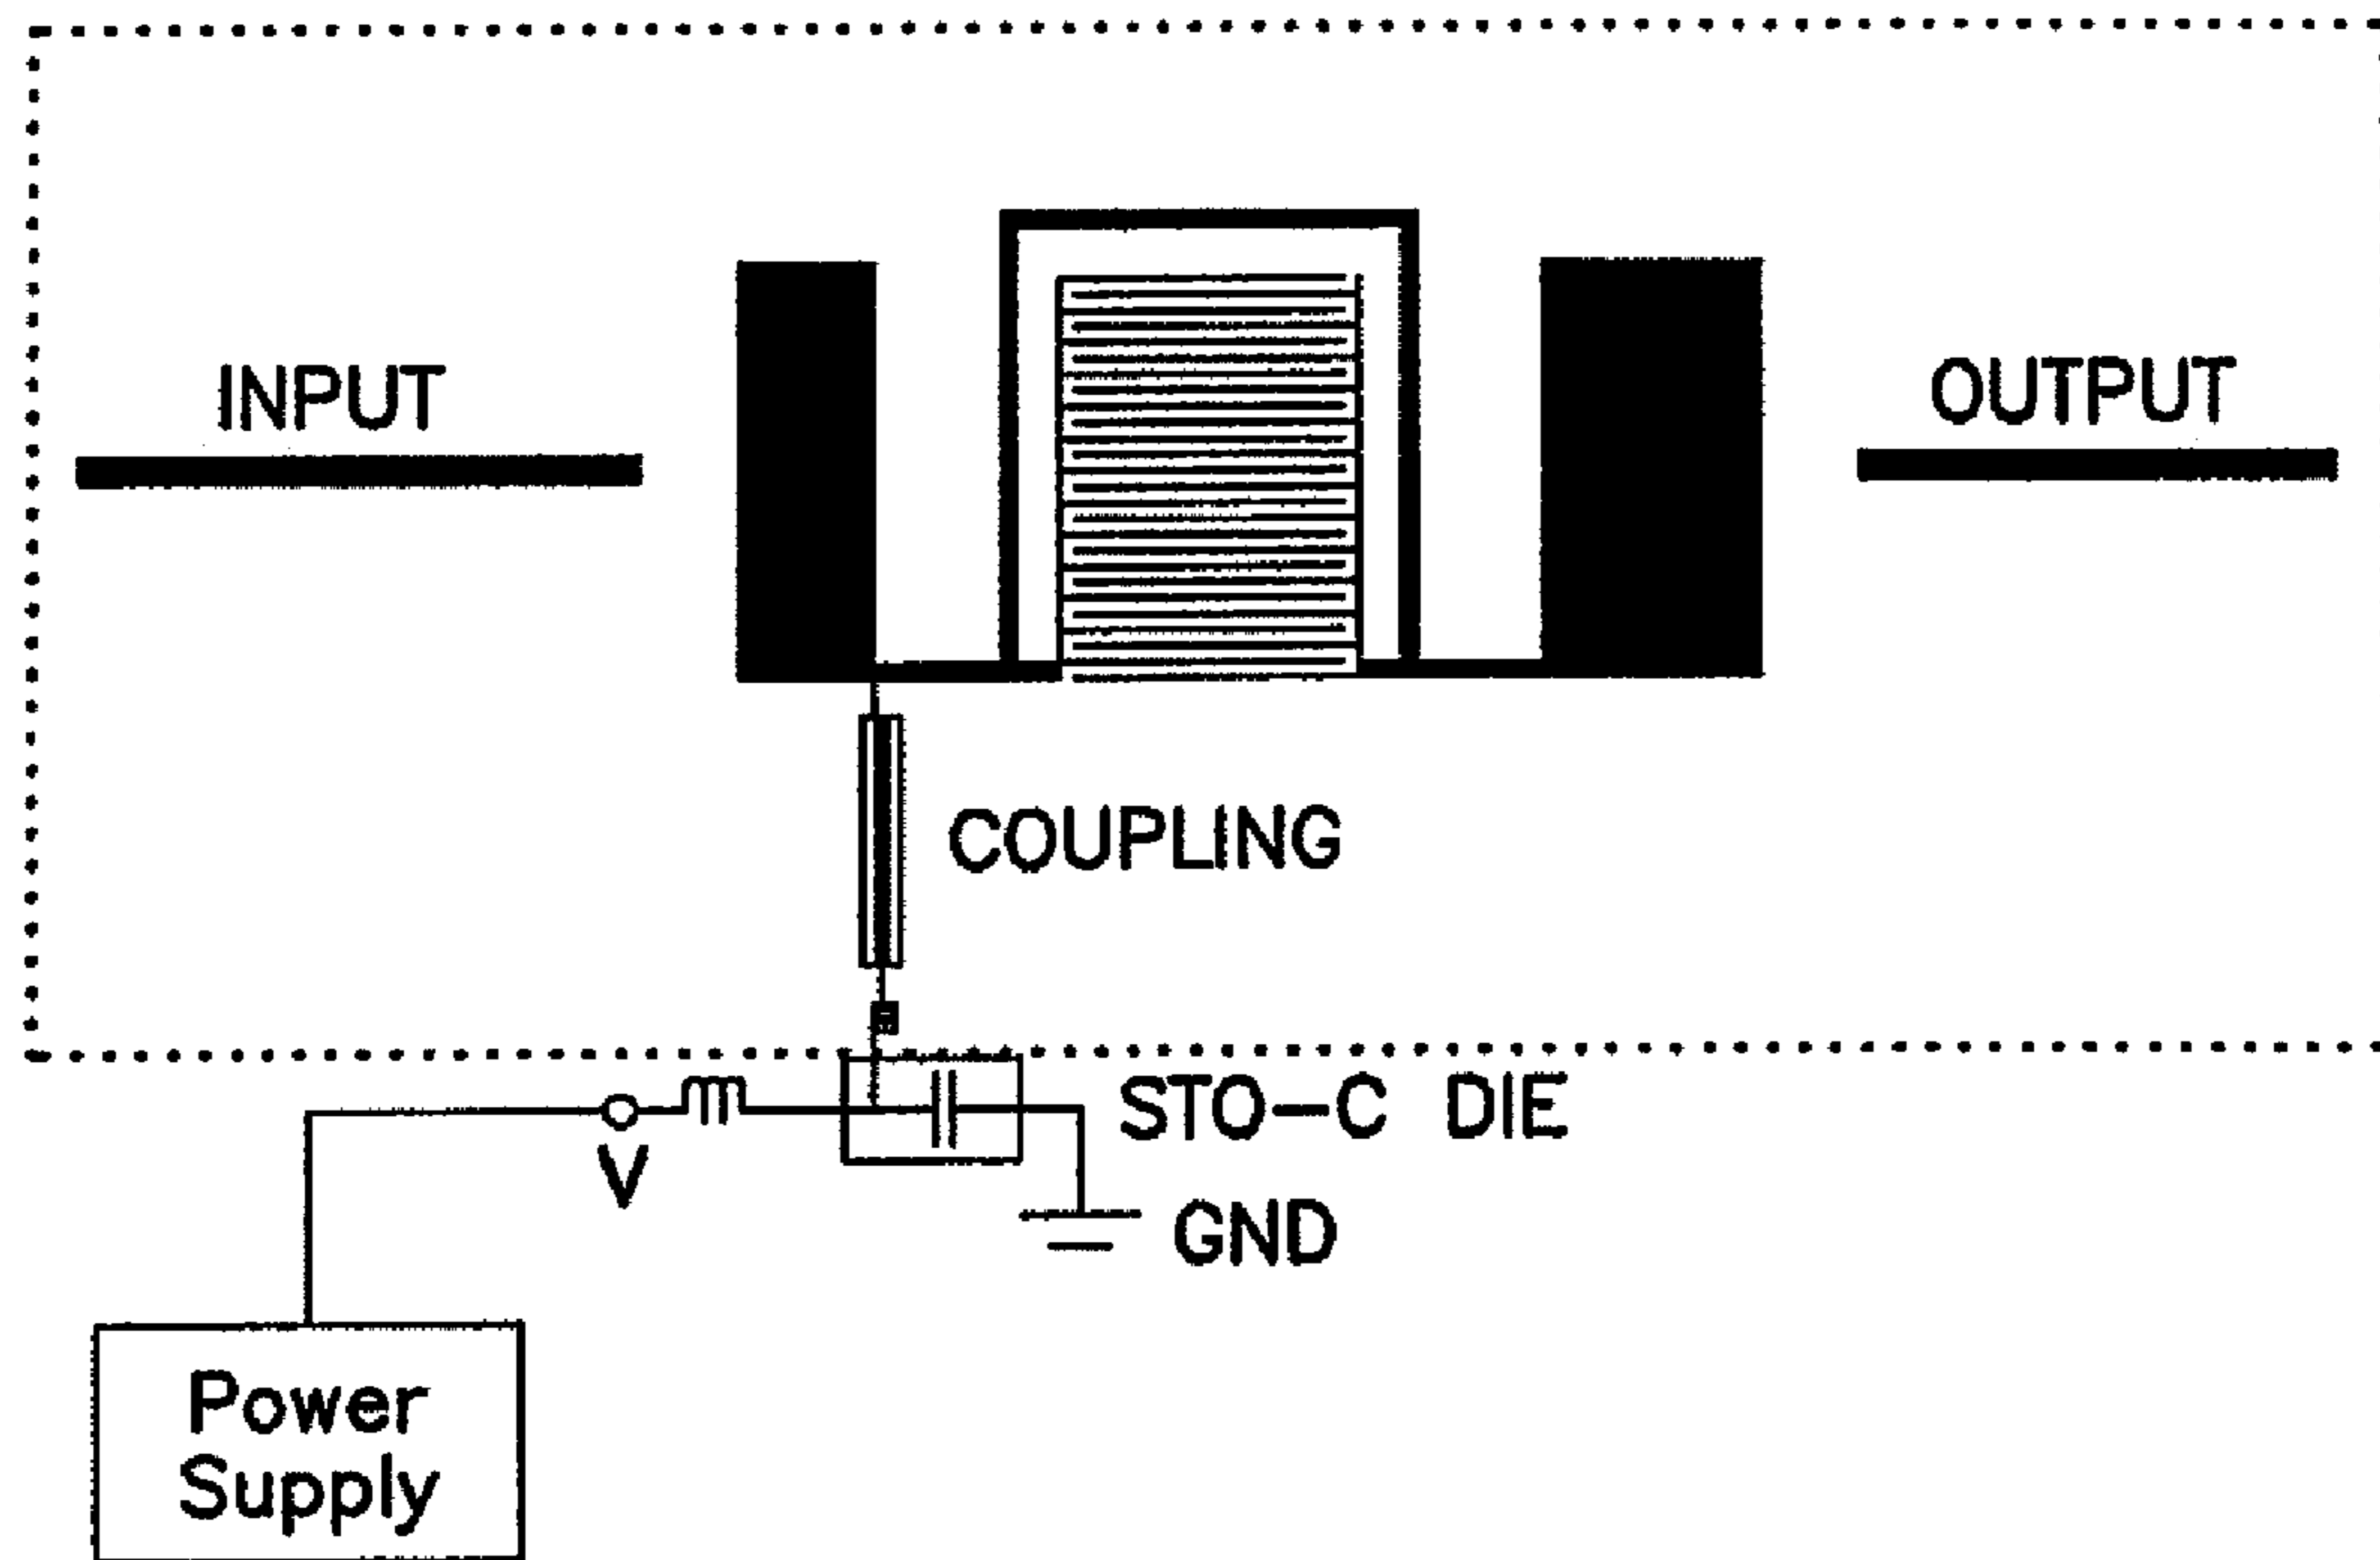 INPUT
OUTPUT
COUPLING
STO-C DIE
V
GND
Power
Supply